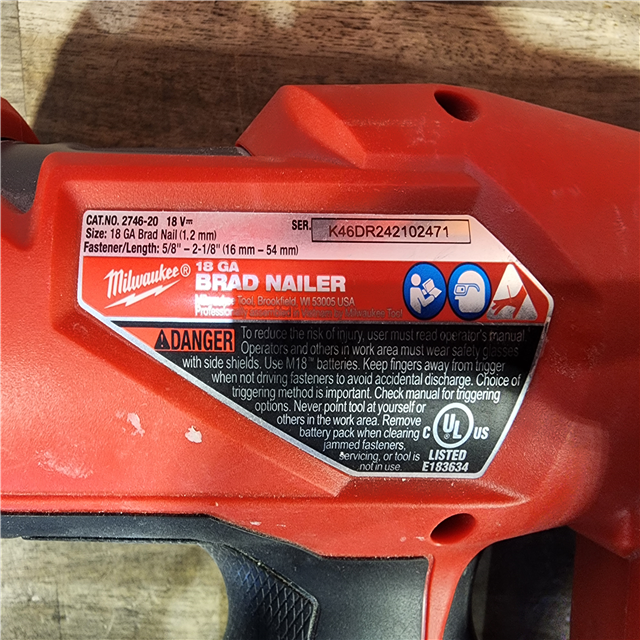 CAT.NO. 2746-20 18 V⎓
SER. K46DR242102471
Size: 18 GA Brad Nail (1.2 mm)
Fastener/Length: 5/8" – 2-1/8" (16 mm – 54 mm)
Milwaukee®
18 GA
BRAD NAILER
Milwaukee Tool, Brookfield, WI 53005 USA
Milwaukee Tool
DANGER
To reduce the risk of injury, user must read operator's manual.
Operators and others in work area must wear safety glasses
with side shields. Use M18™ batteries. Keep fingers away from trigger
when not driving fasteners to avoid accidental discharge. Choice of
triggering method is important. Check manual for triggering
options. Never point tool at yourself or
others in the work area. Remove
battery pack when clearing
jammed fasteners,
servicing, or tool is
not in use.
C UL US
LISTED
E183634